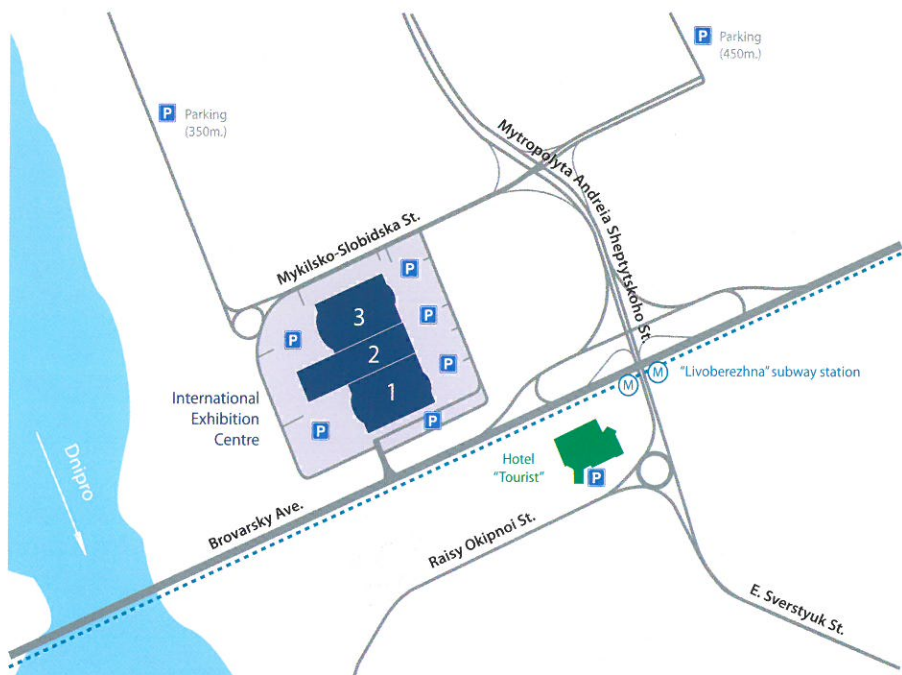 P
Parking
(450m.)
P
Parking
(350m.)
Mytropolyta Andreia Sheptytskoho St.
Mykilsko-Slobidska St.
P
P
P
P
P
P
3
2
1
International
Exhibition
Centre
M
M
"Livoberezhna" subway station
Hotel
"Tourist"
P
Dnipro
Brovarsky Ave.
Raisy Okipnoi St.
E. Sverstyuk St.